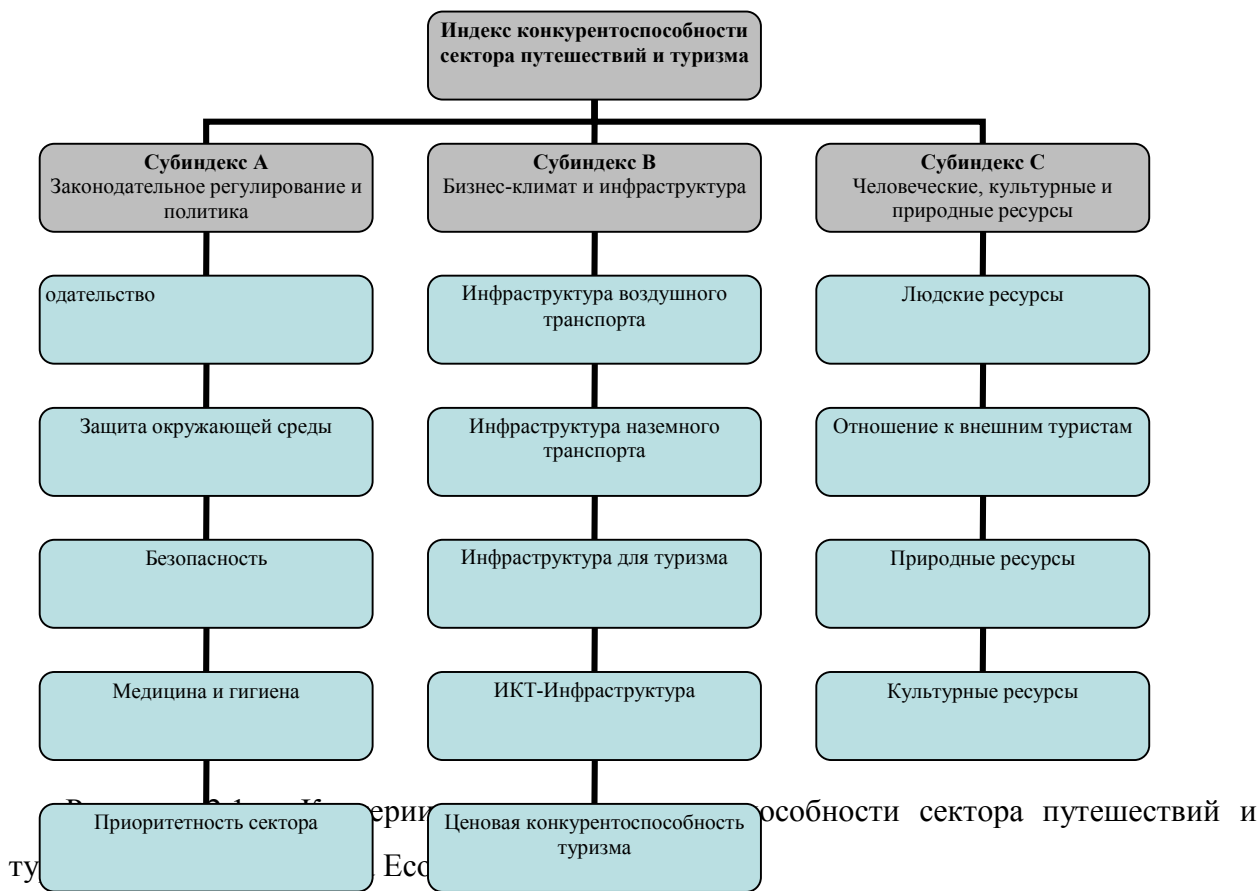 Индекс конкурентоспособности
сектора путешествий и туризма
Субиндекс A
Законодательное регулирование и
политика
Субиндекс B
Бизнес-климат и инфраструктура
Субиндекс C
Человеческие, культурные и
природные ресурсы
одательство
Инфраструктура воздушного
транспорта
Людские ресурсы
Защита окружающей среды
Инфраструктура наземного
транспорта
Отношение к внешним туристам
Безопасность
Инфраструктура для туризма
Природные ресурсы
Медицина и гигиена
ИКТ-Инфраструктура
Культурные ресурсы
Приоритетность сектора
Ценовая конкурентоспособность
туризма
особности сектора путешествий и